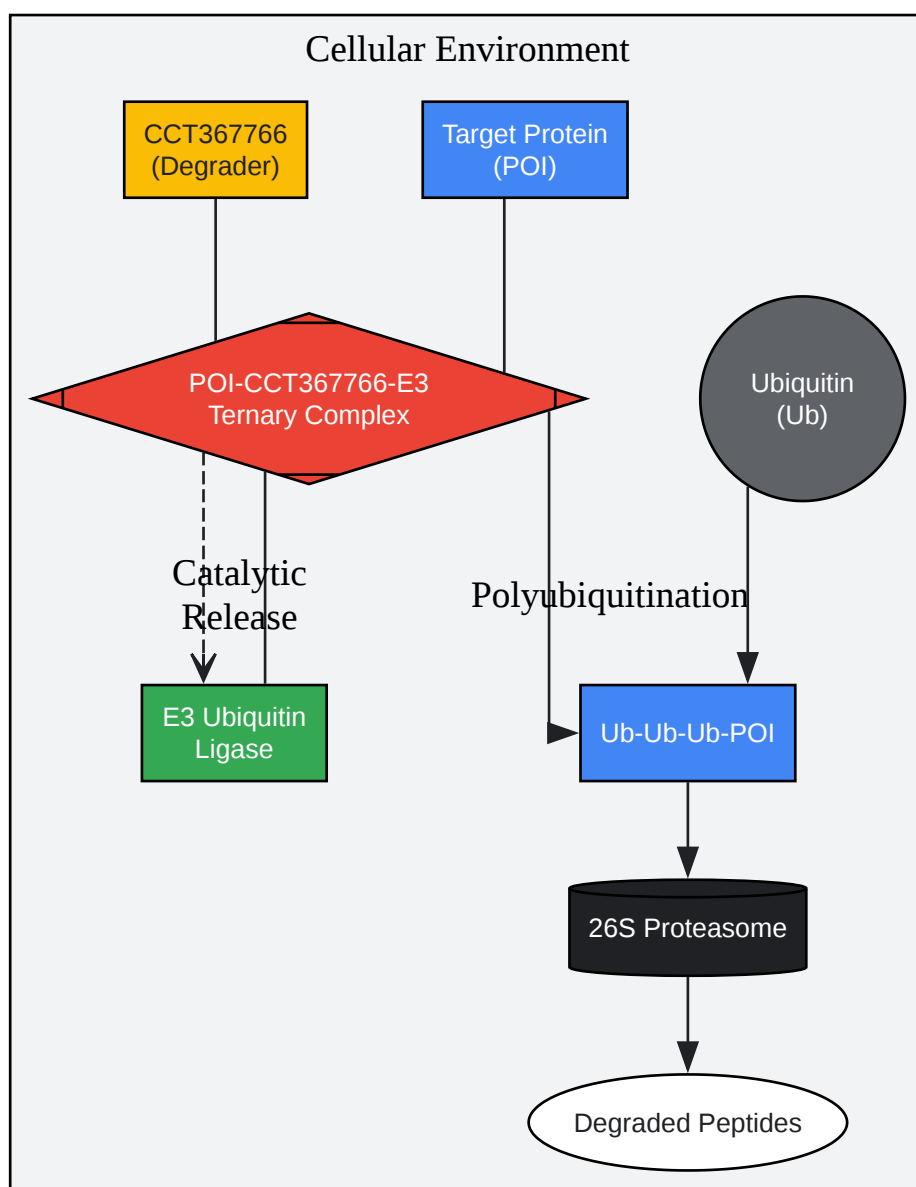 Cellular Environment
CCT367766
(Degrader)
Target Protein
(POI)
POI-CCT367766-E3
Ternary Complex
Ubiquitin
(Ub)
Catalytic
Release
Polyubiquitination
E3 Ubiquitin
Ligase
Ub-Ub-Ub-POI
26S Proteasome
Degraded Peptides